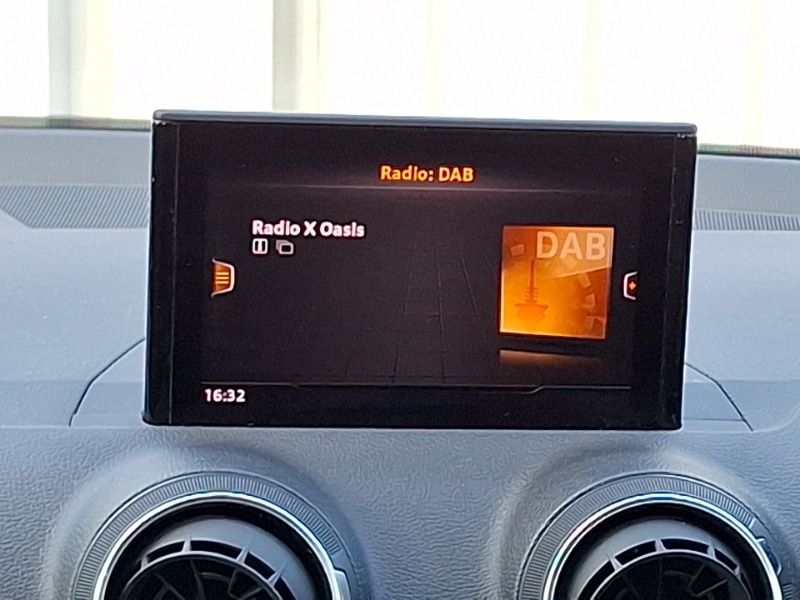 Radio: DAB
Radio X Oasis
DAB
16:32